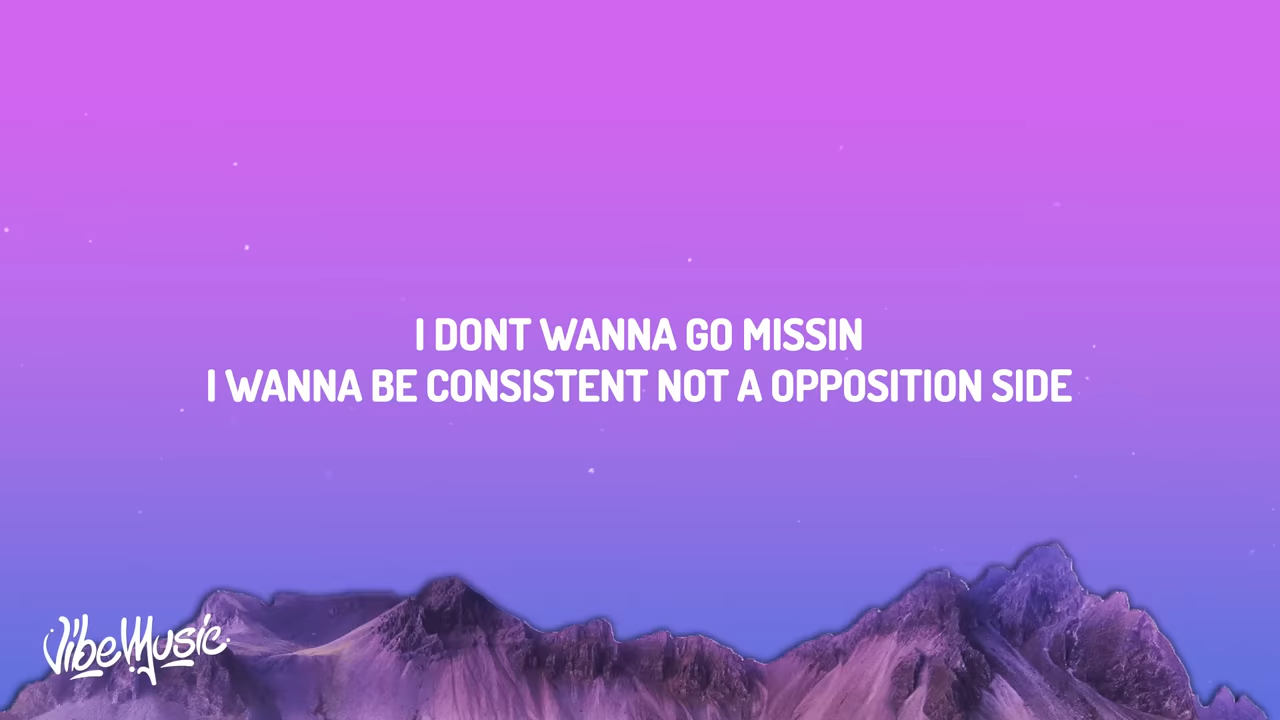 I DONT WANNA GO MISSIN
I WANNA BE CONSISTENT NOT A OPPOSITION SIDE
VibeMusic